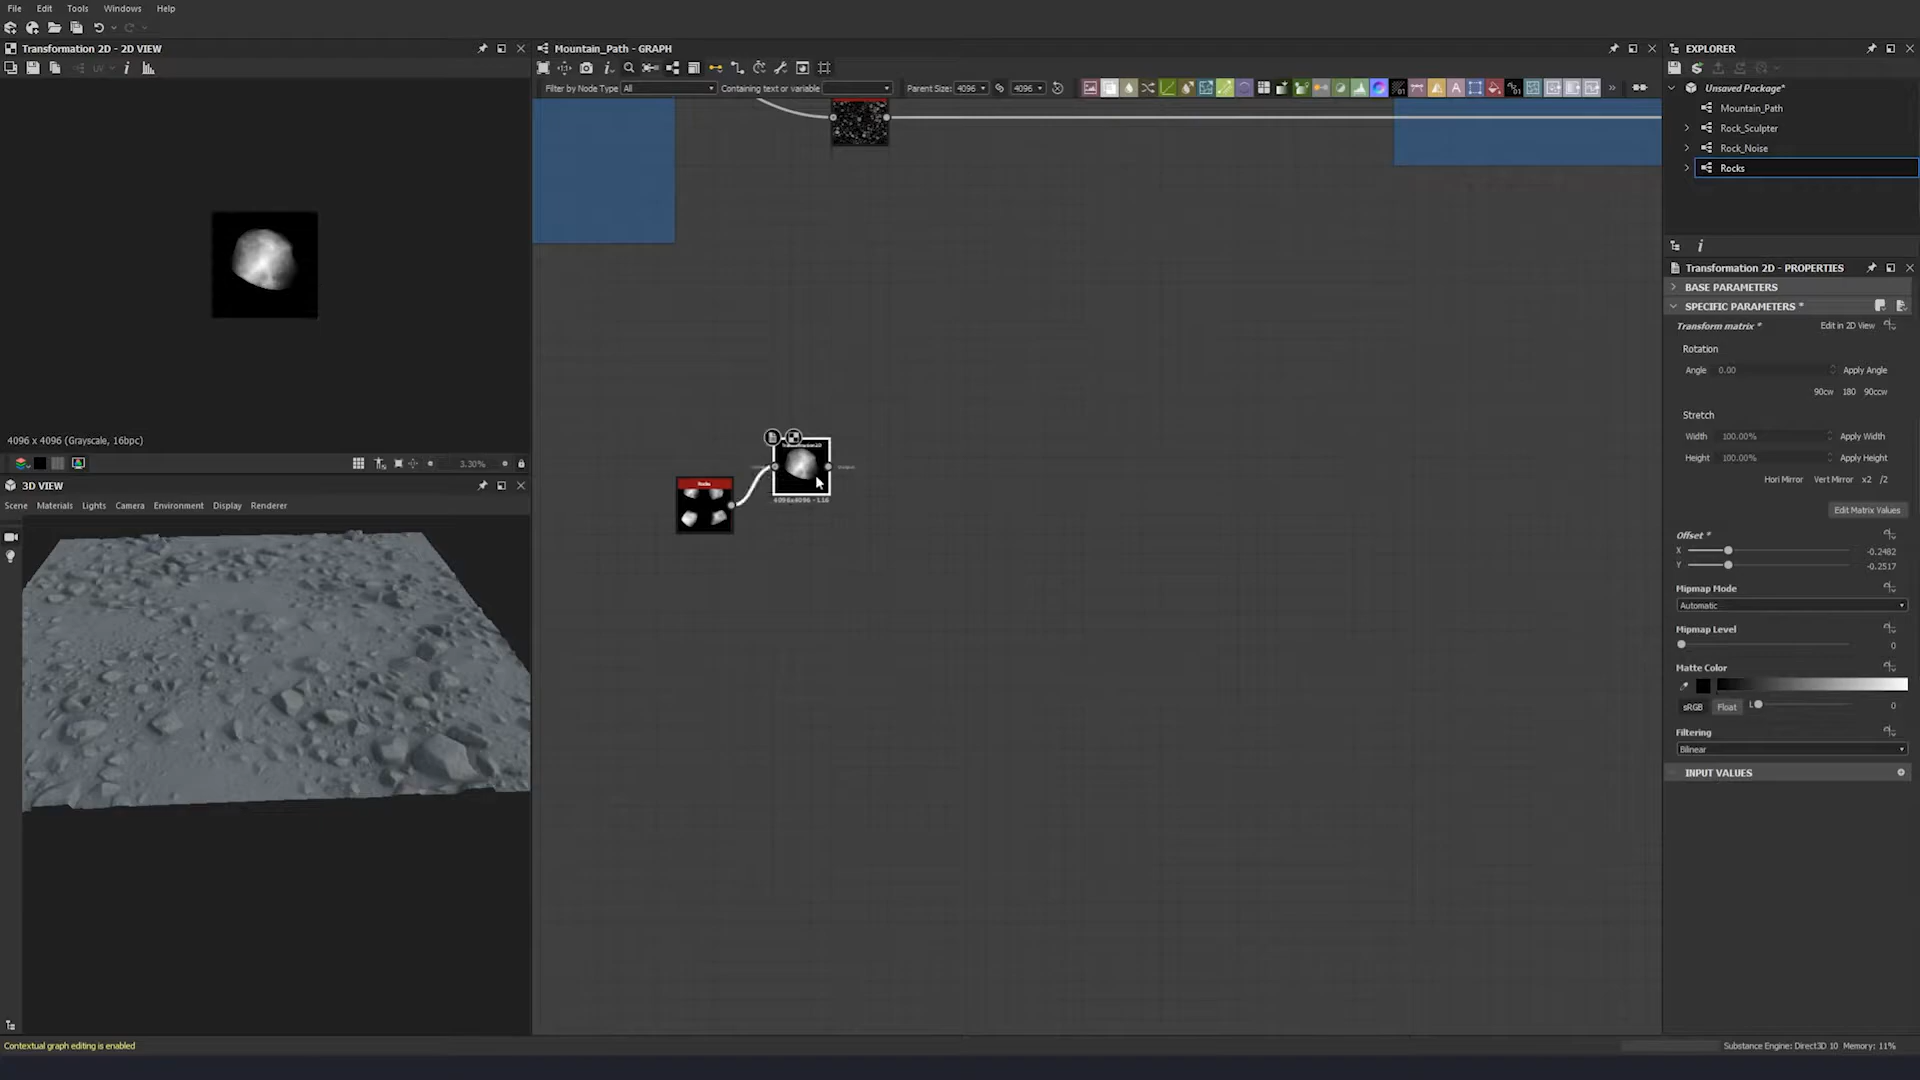 File Edit Tools Windows Help
Transformation 2D - 2D VIEW
4096 x 4096 (Grayscale, 16bpc)
3.30%
3D VIEW
Scene Materials Lights Camera Environment Display Renderer
Contextual graph editing is enabled
Mountain_Path - GRAPH
Filter by Node Type All Containing text or variable Parent Size: 4096 4096
Rocks
4096x4096 - L16
EXPLORER
Unsaved Package*
Mountain_Path
Rock_Sculpter
Rock_Noise
Rocks
Transformation 2D - PROPERTIES
BASE PARAMETERS
SPECIFIC PARAMETERS *
Transform matrix * Edit in 2D View
Rotation
Angle 0.00 Apply Angle
90cw 180 90ccw
Stretch
Width 100.00% Apply Width
Height 100.00% Apply Height
Hori Mirror Vert Mirror x2 /2
Edit Matrix Values
Offset *
X -0.2482
Y -0.2517
Mipmap Mode
Automatic
Mipmap Level
0
Matte Color
sRGB Float L 0
Filtering
Bilinear
INPUT VALUES
Substance Engine: Direct3D 10 Memory: 11%